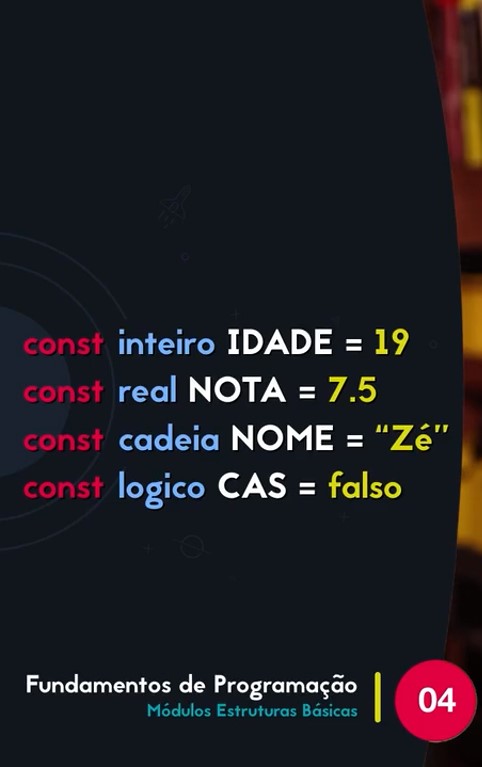 const inteiro IDADE = 19
const real NOTA = 7.5
const cadeia NOME = “Zé”
const logico CAS = falso
Fundamentos de Programação
Módulos Estruturas Básicas
04